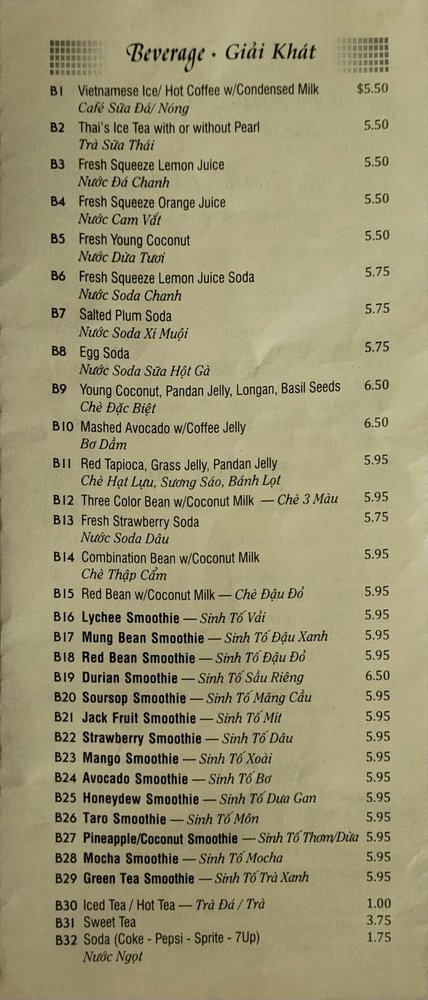 Beverage · Giải Khát
B1 Vietnamese Ice/ Hot Coffee w/Condensed Milk $5.50
Café Sữa Đá/ Nóng
B2 Thai's Ice Tea with or without Pearl 5.50
Trà Sữa Thái
B3 Fresh Squeeze Lemon Juice 5.50
Nước Đá Chanh
B4 Fresh Squeeze Orange Juice 5.50
Nước Cam Vắt
B5 Fresh Young Coconut 5.50
Nước Dừa Tươi
B6 Fresh Squeeze Lemon Juice Soda 5.75
Nước Soda Chanh
B7 Salted Plum Soda 5.75
Nước Soda Xí Muội
B8 Egg Soda 5.75
Nước Soda Sữa Hột Gà
B9 Young Coconut, Pandan Jelly, Longan, Basil Seeds 6.50
Chè Đặc Biệt
B10 Mashed Avocado w/Coffee Jelly 6.50
Bơ Dầm
B11 Red Tapioca, Grass Jelly, Pandan Jelly 5.95
Chè Hạt Lựu, Sương Sáo, Bánh Lọt
B12 Three Color Bean w/Coconut Milk — Chè 3 Màu 5.95
B13 Fresh Strawberry Soda 5.75
Nước Soda Dâu
B14 Combination Bean w/Coconut Milk 5.95
Chè Thập Cẩm
B15 Red Bean w/Coconut Milk — Chè Đậu Đỏ 5.95
B16 Lychee Smoothie — Sinh Tố Vải 5.95
B17 Mung Bean Smoothie — Sinh Tố Đậu Xanh 5.95
B18 Red Bean Smoothie — Sinh Tố Đậu Đỏ 5.95
B19 Durian Smoothie — Sinh Tố Sầu Riêng 6.50
B20 Soursop Smoothie — Sinh Tố Mãng Cầu 5.95
B21 Jack Fruit Smoothie — Sinh Tố Mít 5.95
B22 Strawberry Smoothie — Sinh Tố Dâu 5.95
B23 Mango Smoothie — Sinh Tố Xoài 5.95
B24 Avocado Smoothie — Sinh Tố Bơ 5.95
B25 Honeydew Smoothie — Sinh Tố Dưa Gan 5.95
B26 Taro Smoothie — Sinh Tố Môn 5.95
B27 Pineapple/Coconut Smoothie — Sinh Tố Thơm/Dừa 5.95
B28 Mocha Smoothie — Sinh Tố Mocha 5.95
B29 Green Tea Smoothie — Sinh Tố Trà Xanh 5.95
B30 Iced Tea / Hot Tea — Trà Đá / Trà 1.00
B31 Sweet Tea 3.75
B32 Soda (Coke - Pepsi - Sprite - 7Up) 1.75
Nước Ngọt